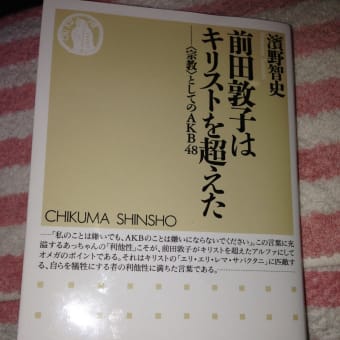 濱野智史
前田敦子は
キリストを超えた
――〈宗教〉としてのAKB48
CHIKUMA SHINSHO
――「私のことは嫌いでも、AKBのことは嫌いにならないでください」。この言葉に充
溢するあっちゃんの「利他性」こそが、前田敦子がキリストを超えたアルファにして
オメガのポイントである。それはキリストの「エリ・エリ・レマ・サバクタニ」に匹敵す
る、自らを犠牲にする者の利他性に満ちた言葉である。………………